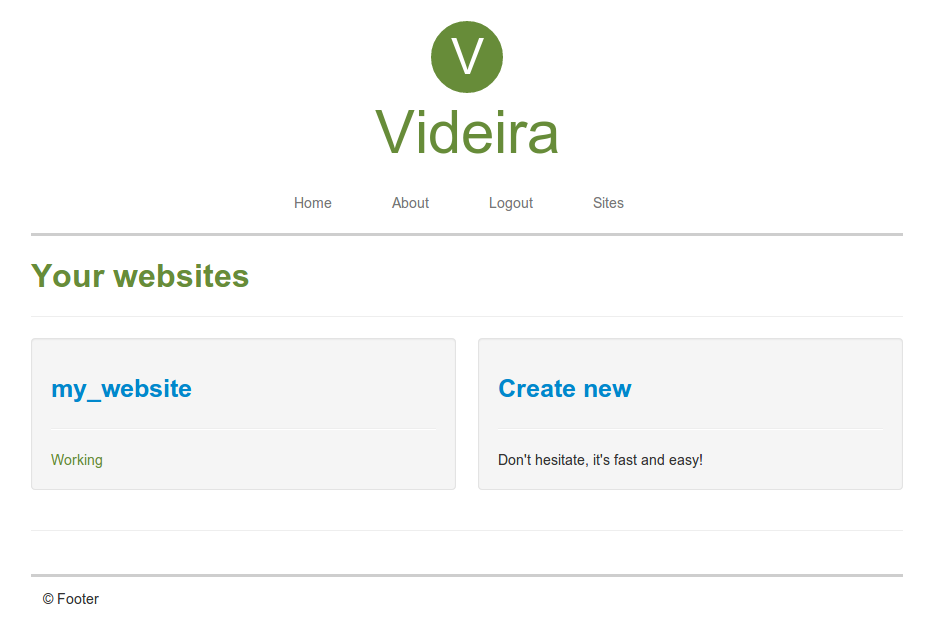 V
Videira
Home About Logout Sites
Your websites
my_website
Working
Create new
Don't hesitate, it's fast and easy!
© Footer